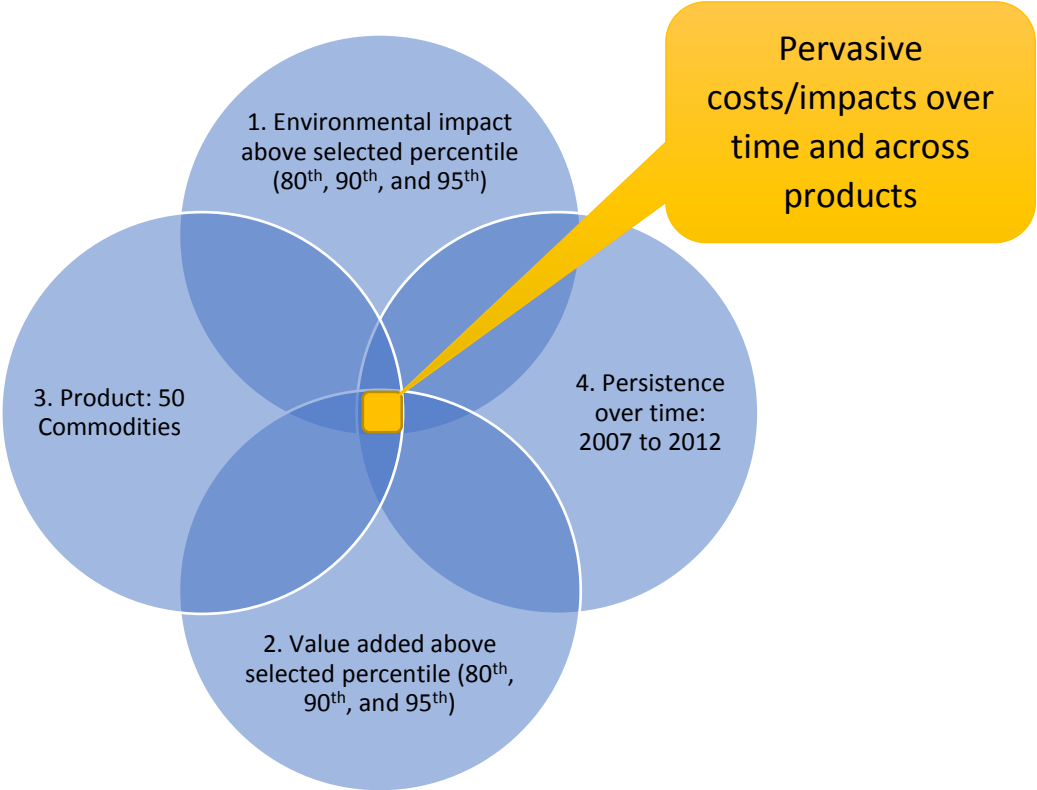 Pervasive
costs/impacts over
time and across
products
1. Environmental impact
above selected percentile
(80th, 90th, and 95th)
3. Product: 50
Commodities
4. Persistence
over time:
2007 to 2012
2. Value added above
selected percentile (80th,
90th, and 95th)